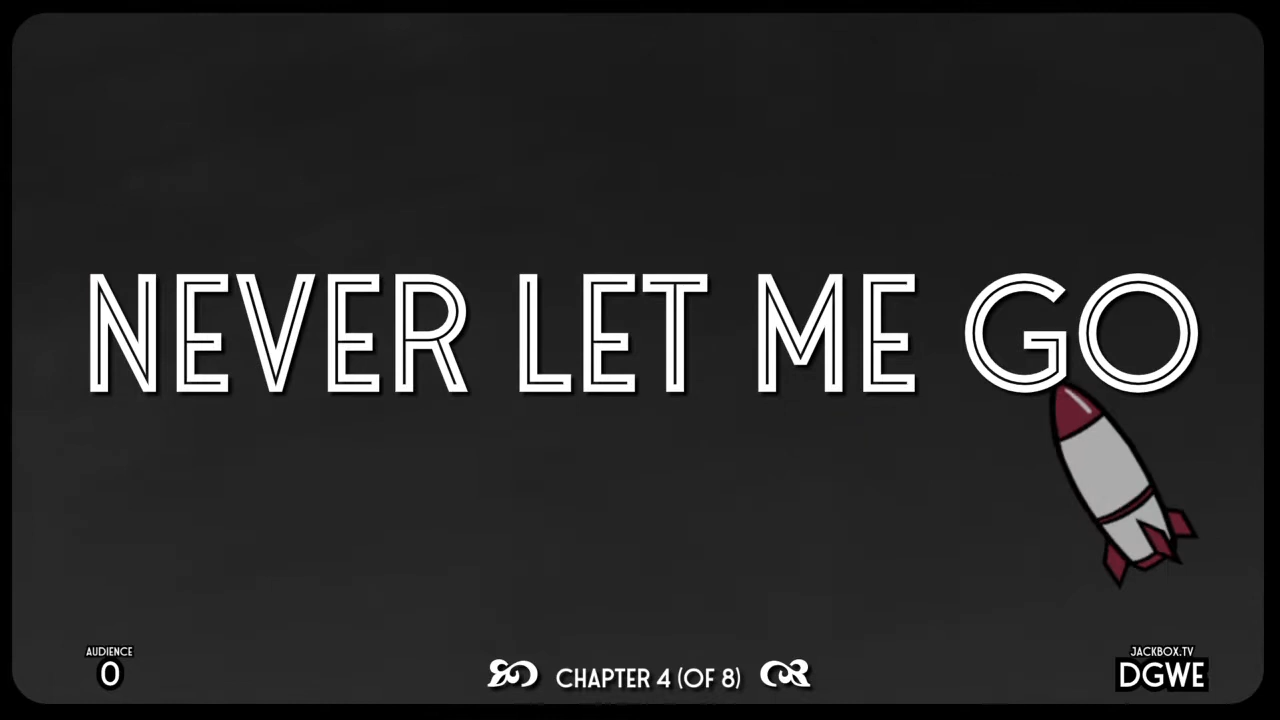 NEVER LET ME GO
AUDIENCE
0
CHAPTER 4 (OF 8)
JACKBOX.TV
DGWE